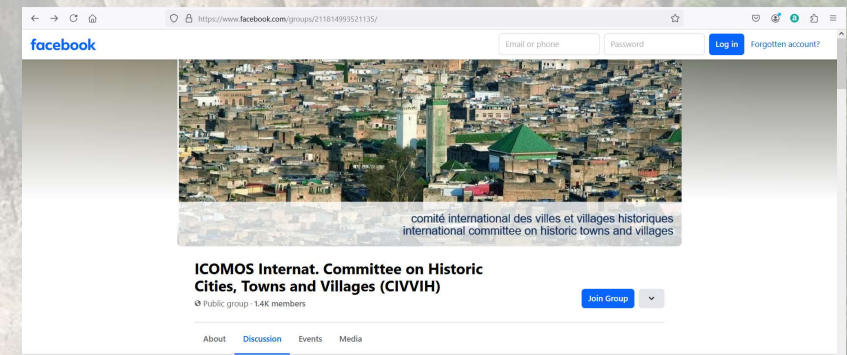 https://www.facebook.com/groups/211814993521135/
facebook
Email or phone
Password
Log in
Forgotten account?
comité international des villes et villages historiques
international committee on historic towns and villages
ICOMOS Internat. Committee on Historic
Cities, Towns and Villages (CIVVIH)
Public group · 1.4K members
Join Group
About Discussion Events Media